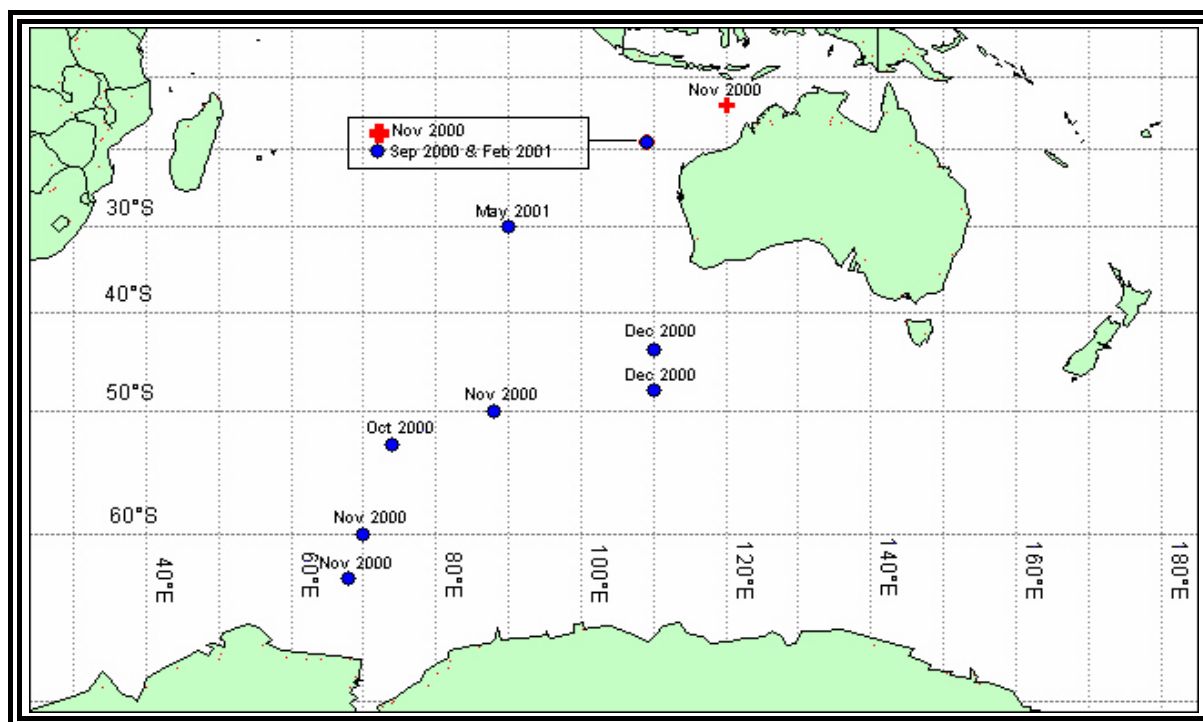 Nov 2000
Nov 2000
Sep 2000 & Feb 2001
30°S
May 2001
40°S
Dec 2000
Dec 2000
Nov 2000
50°S
Oct 2000
60°S
Nov 2000
Nov 2000
40°E
60°E
80°E
100°E
120°E
140°E
160°E
180°E